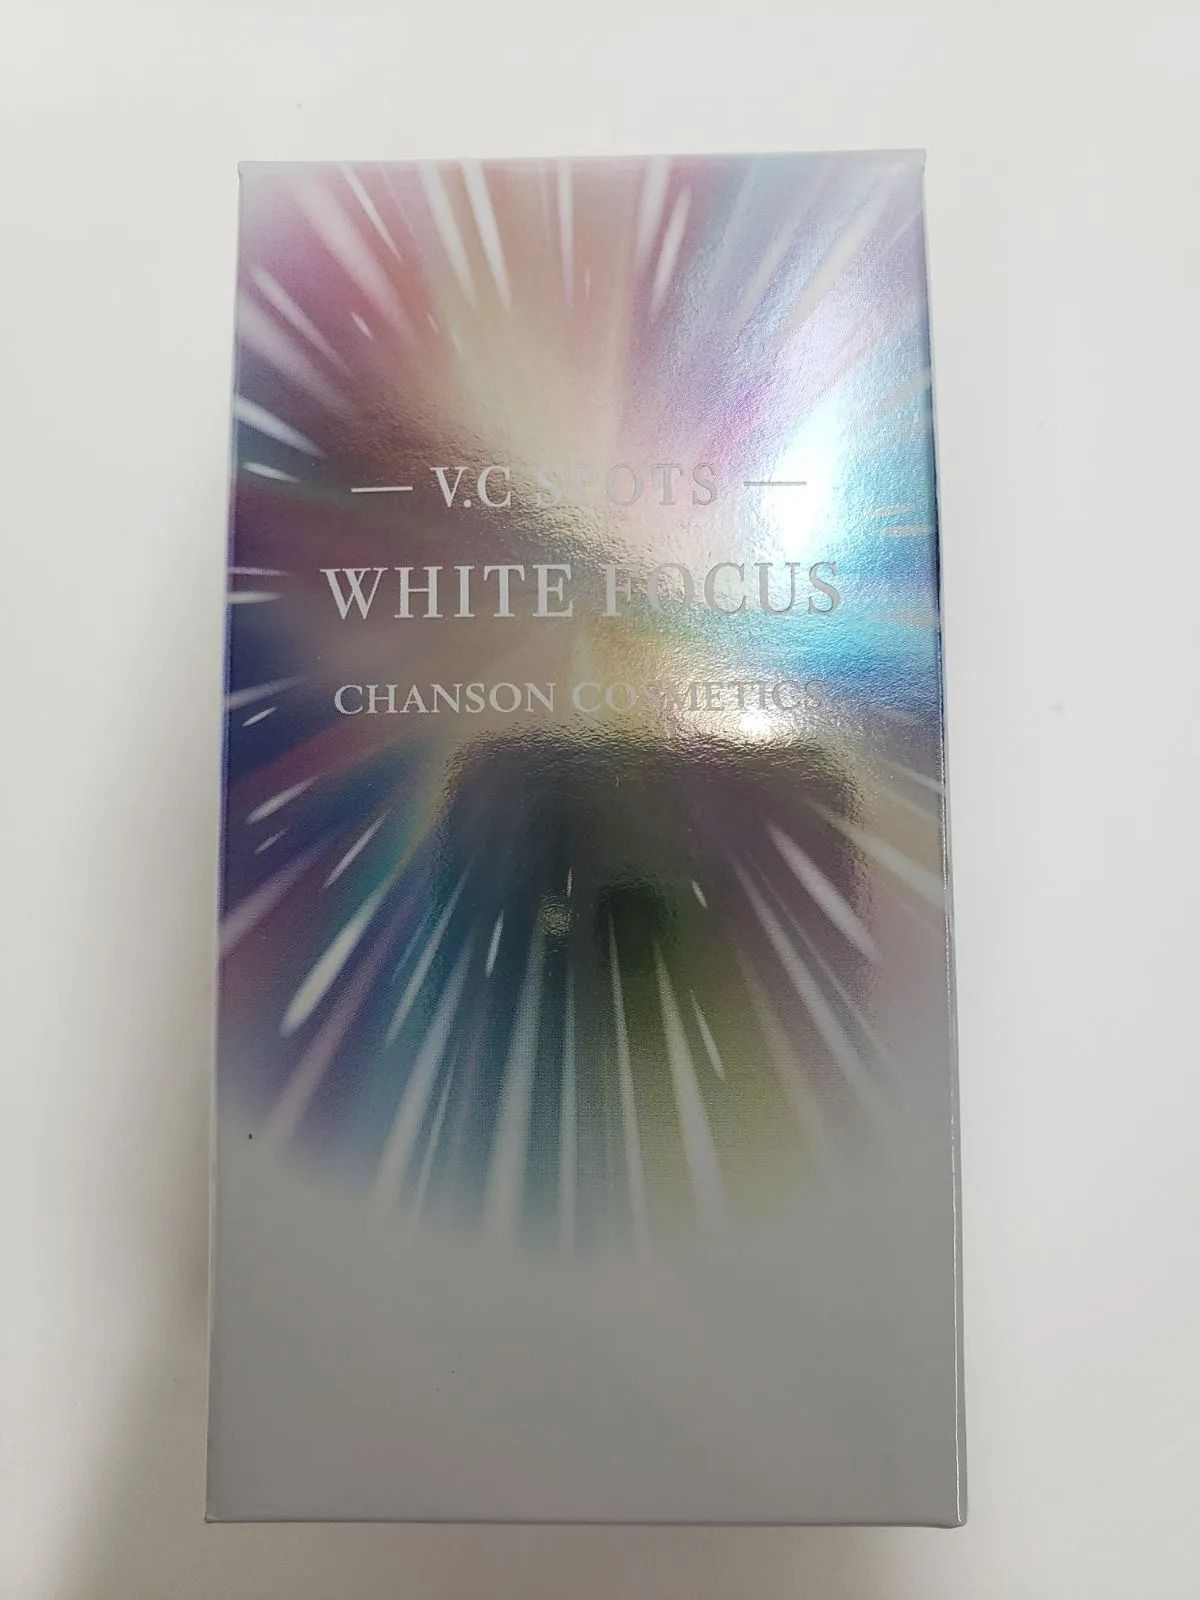 V.C SPOTS
WHITE FOCUS
CHANSON COSMETICS